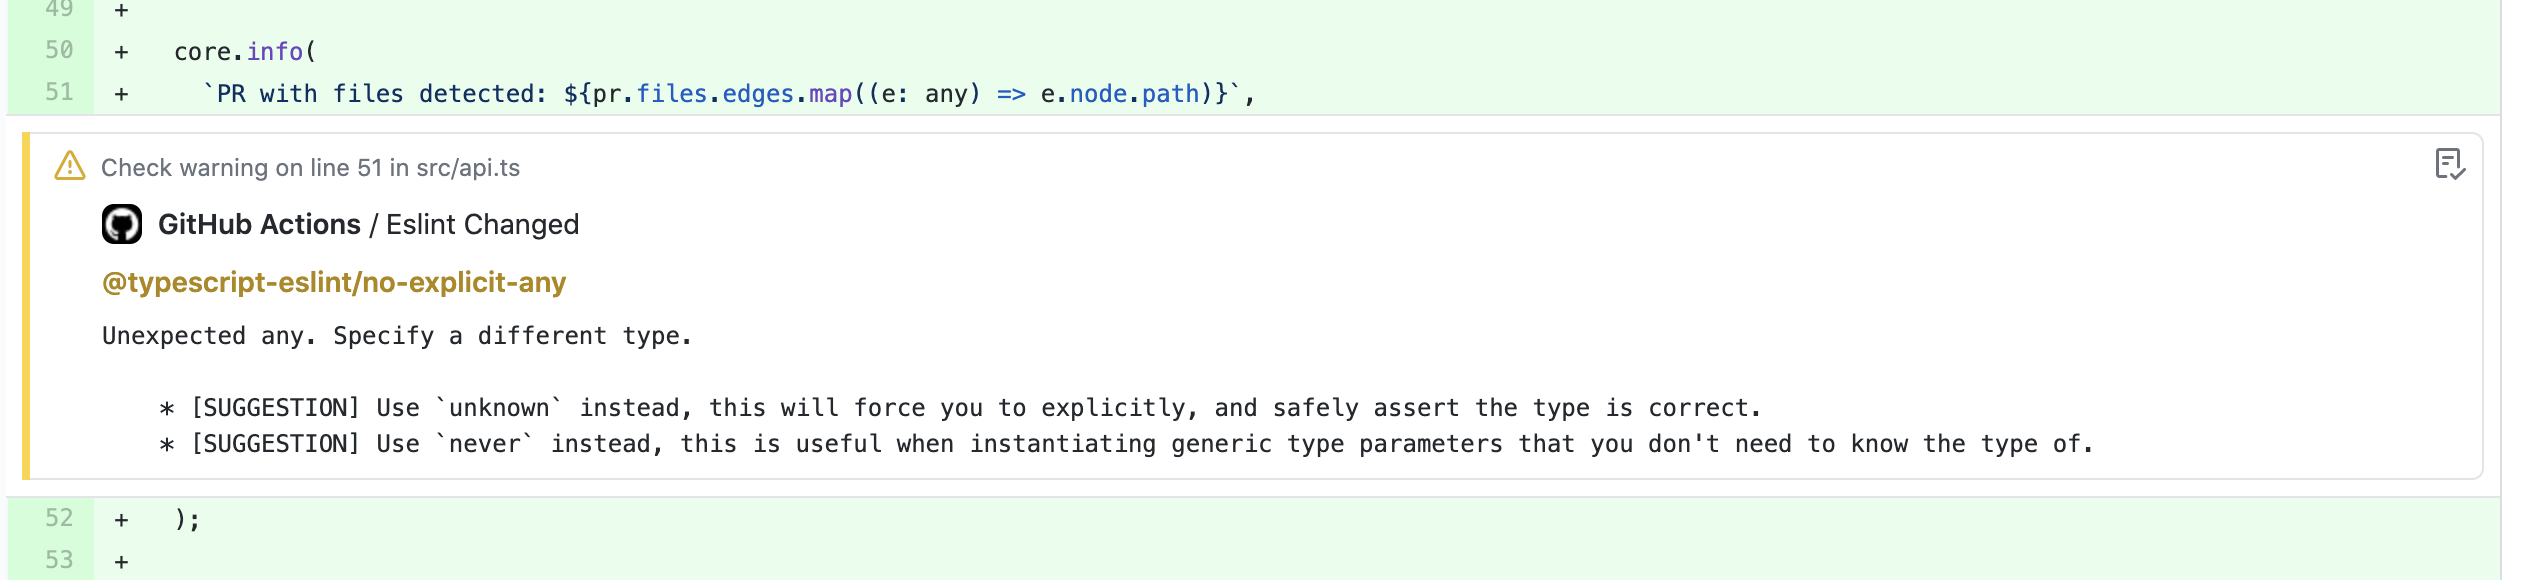 49 +
50 + core.info(
51 + `PR with files detected: ${pr.files.edges.map((e: any) => e.node.path)}`,
Check warning on line 51 in src/api.ts
GitHub Actions / Eslint Changed
@typescript-eslint/no-explicit-any
Unexpected any. Specify a different type.
* [SUGGESTION] Use `unknown` instead, this will force you to explicitly, and safely assert the type is correct.
* [SUGGESTION] Use `never` instead, this is useful when instantiating generic type parameters that you don't need to know the type of.
52 + );
53 +